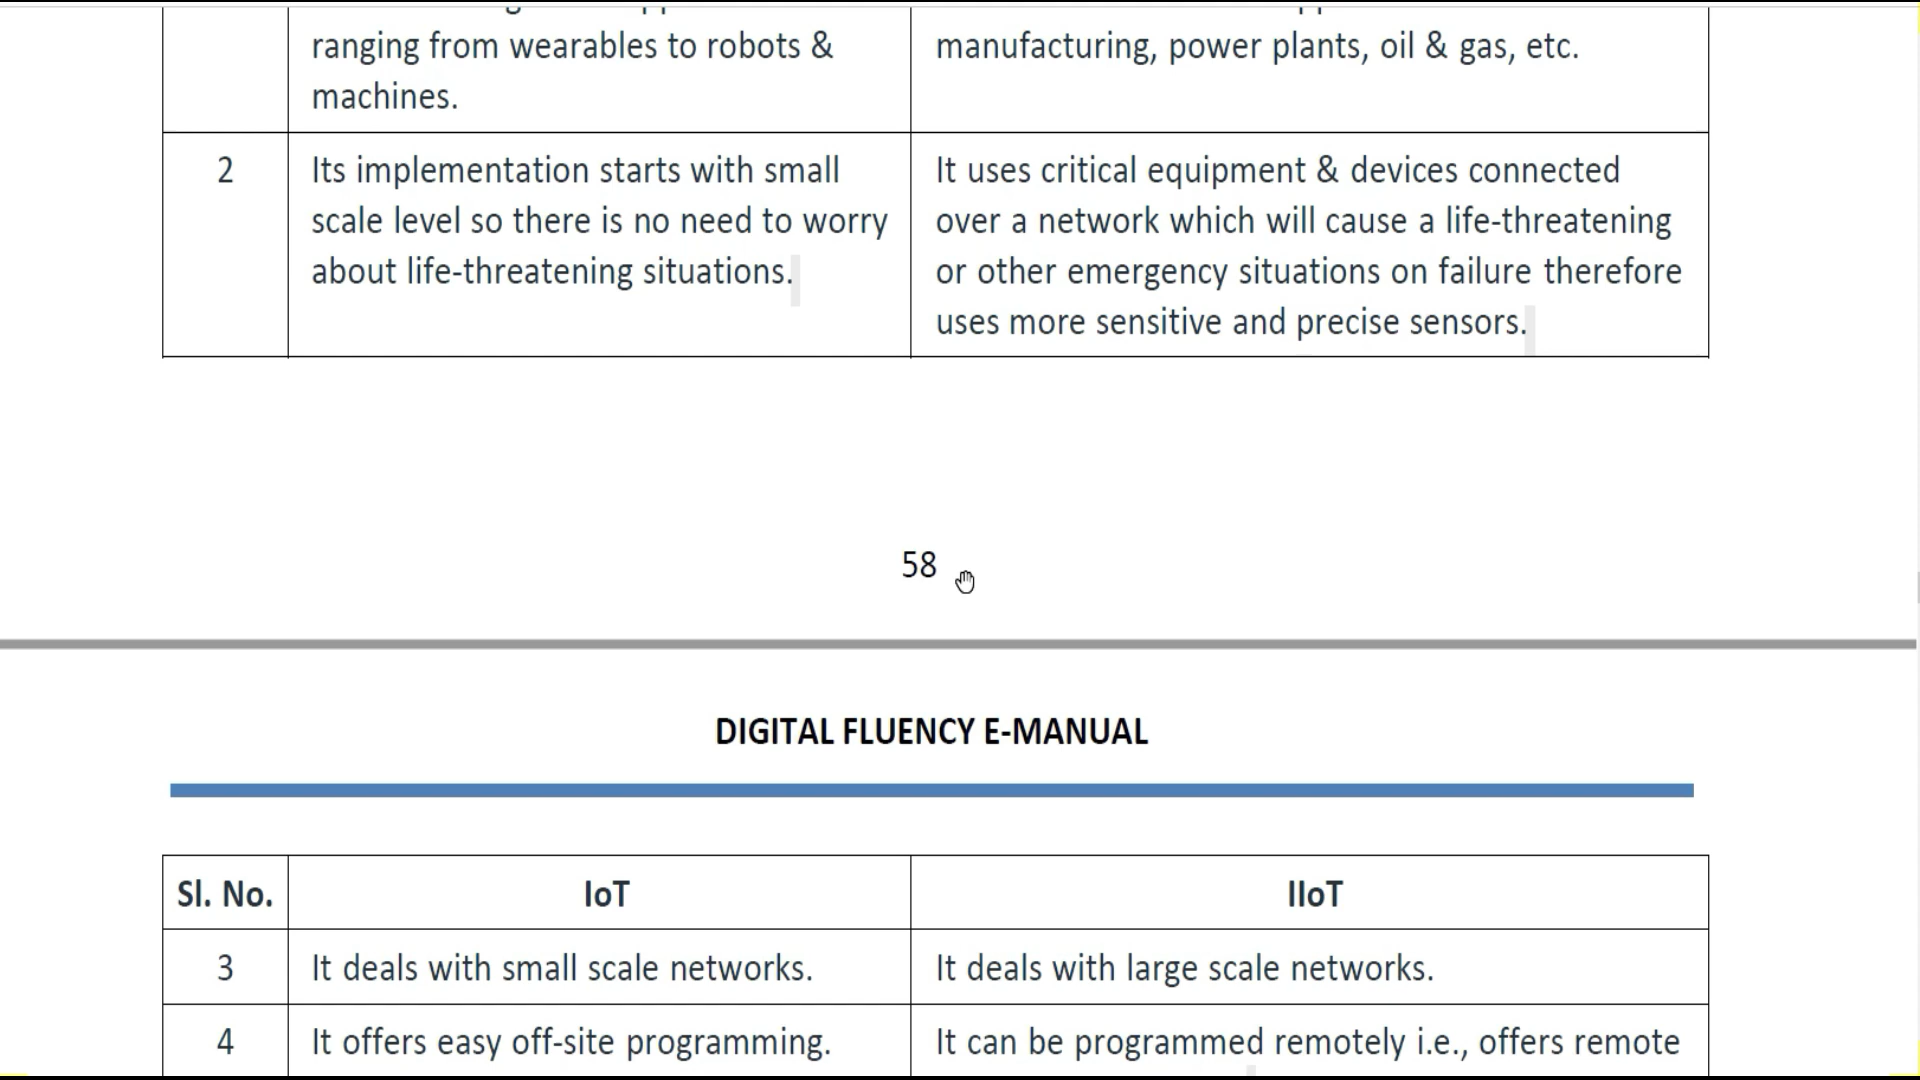 ranging from wearables to robots &
machines.
manufacturing, power plants, oil & gas, etc.
2
Its implementation starts with small
scale level so there is no need to worry
about life-threatening situations.
It uses critical equipment & devices connected
over a network which will cause a life-threatening
or other emergency situations on failure therefore
uses more sensitive and precise sensors.
58
DIGITAL FLUENCY E-MANUAL
Sl. No.
IoT
IIoT
3
It deals with small scale networks.
It deals with large scale networks.
4
It offers easy off-site programming.
It can be programmed remotely i.e., offers remote